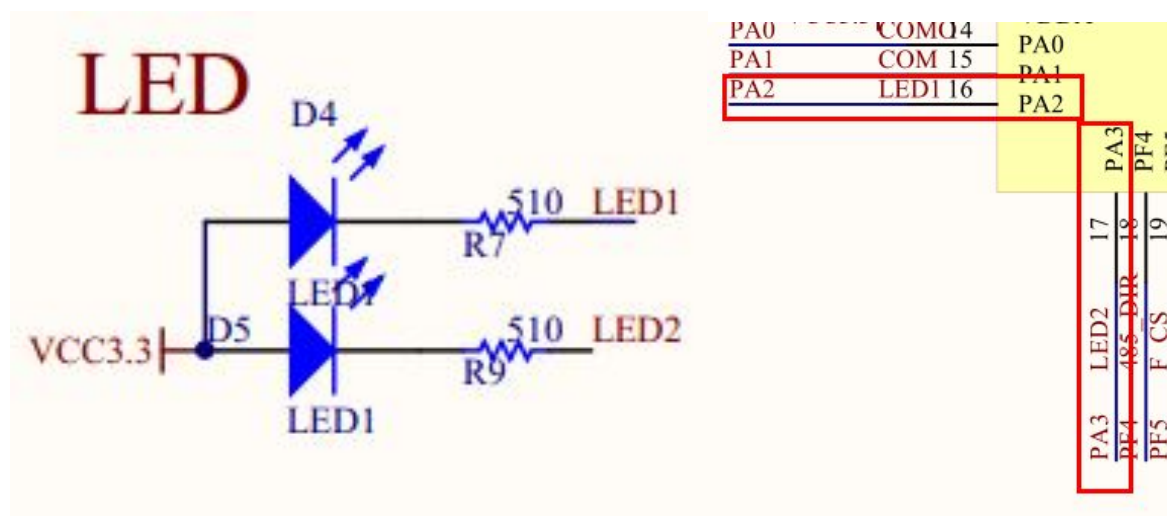 LED
D4
510
LED1
R7
LED1
D5
510
LED2
VCC3.3
R9
LED1
PA0
COM
14
PA0
PA1
COM
15
PA1
PA2
LED1
16
PA2
PA3
PF4
17
18
19
LED2
485_DIR
F_CS
PA3
PF4
PF5